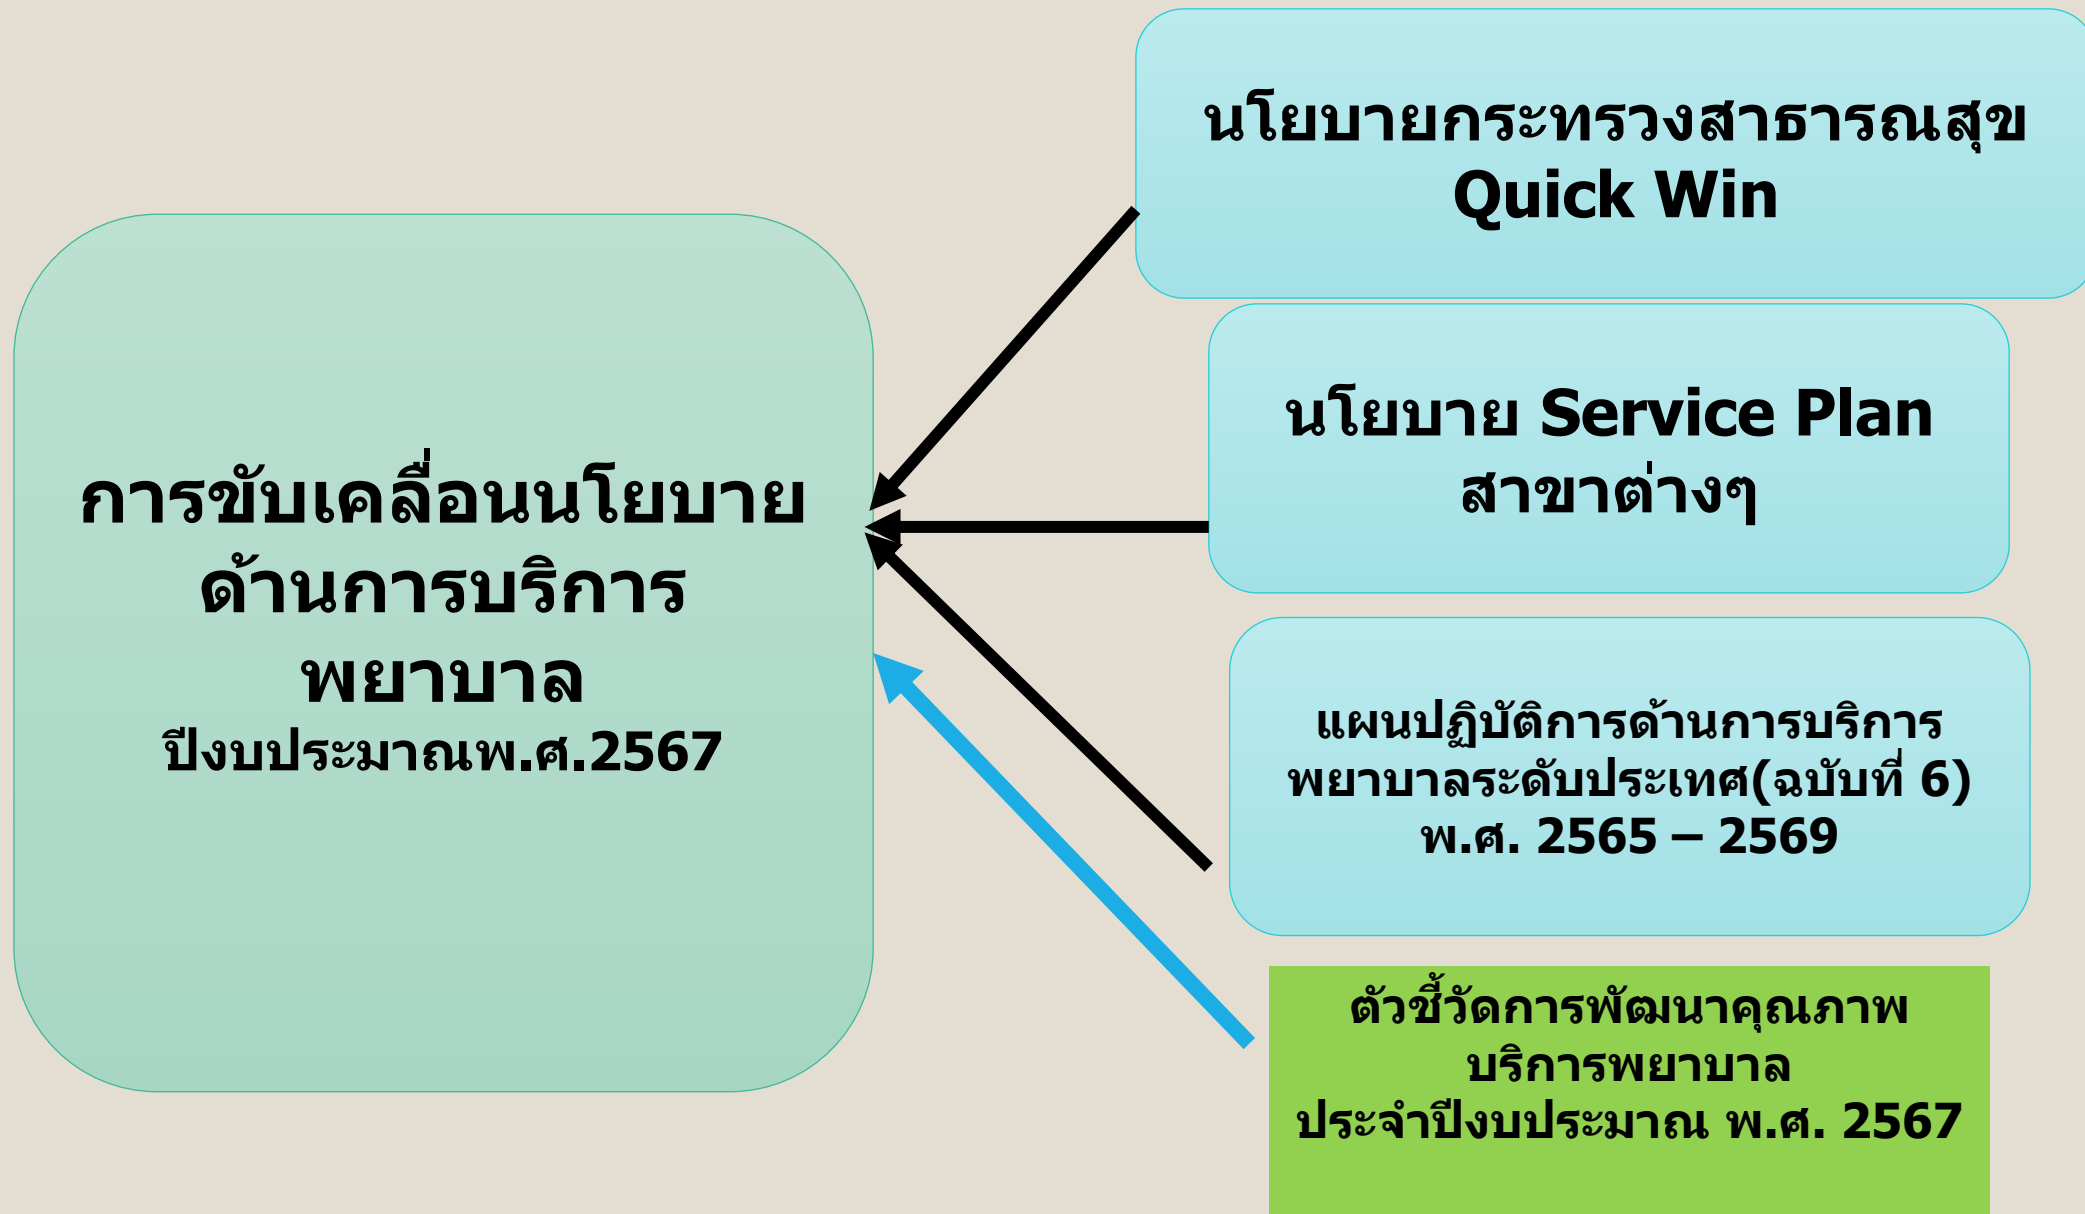 การขับเคลื่อนนโยบาย
ด้านการบริการ
พยาบาล
ปีงบประมาณพ.ศ.2567
นโยบายกระทรวงสาธารณสุข
Quick Win
นโยบาย Service Plan
สาขาต่างๆ
แผนปฏิบัติการด้านการบริการ
พยาบาลระดับประเทศ(ฉบับที่ 6)
พ.ศ. 2565 – 2569
ตัวชี้วัดการพัฒนาคุณภาพ
บริการพยาบาล
ประจำปีงบประมาณ พ.ศ. 2567